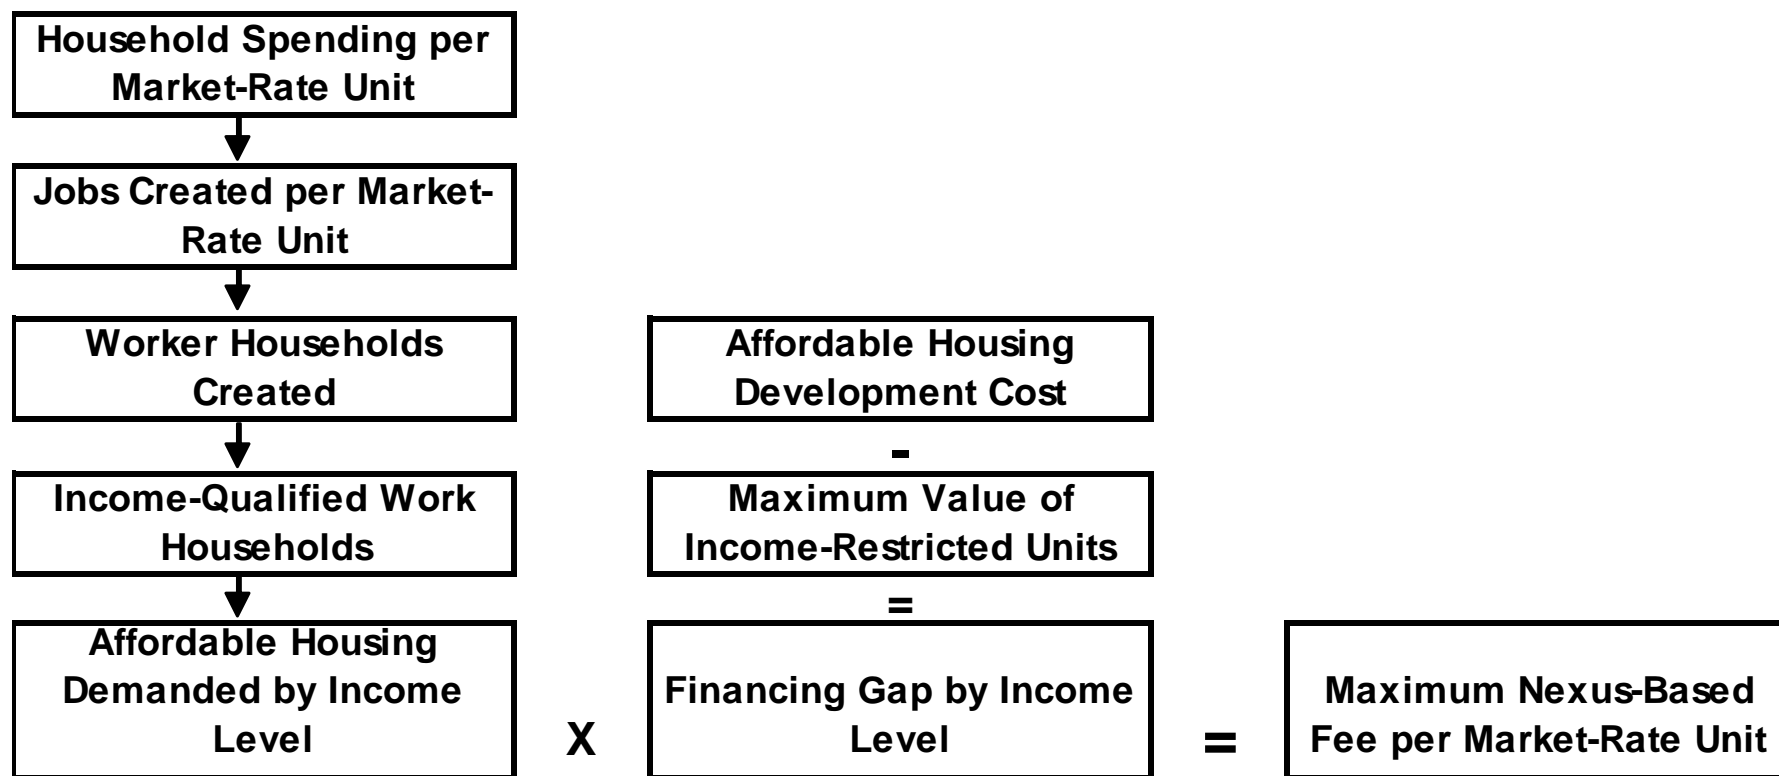 Household Spending per
Market-Rate Unit
Jobs Created per Market-
Rate Unit
Worker Households
Created
Affordable Housing
Development Cost
-
Income-Qualified Work
Households
Maximum Value of
Income-Restricted Units
=
Affordable Housing
Demanded by Income
Level
X
Financing Gap by Income
Level
=
Maximum Nexus-Based
Fee per Market-Rate Unit